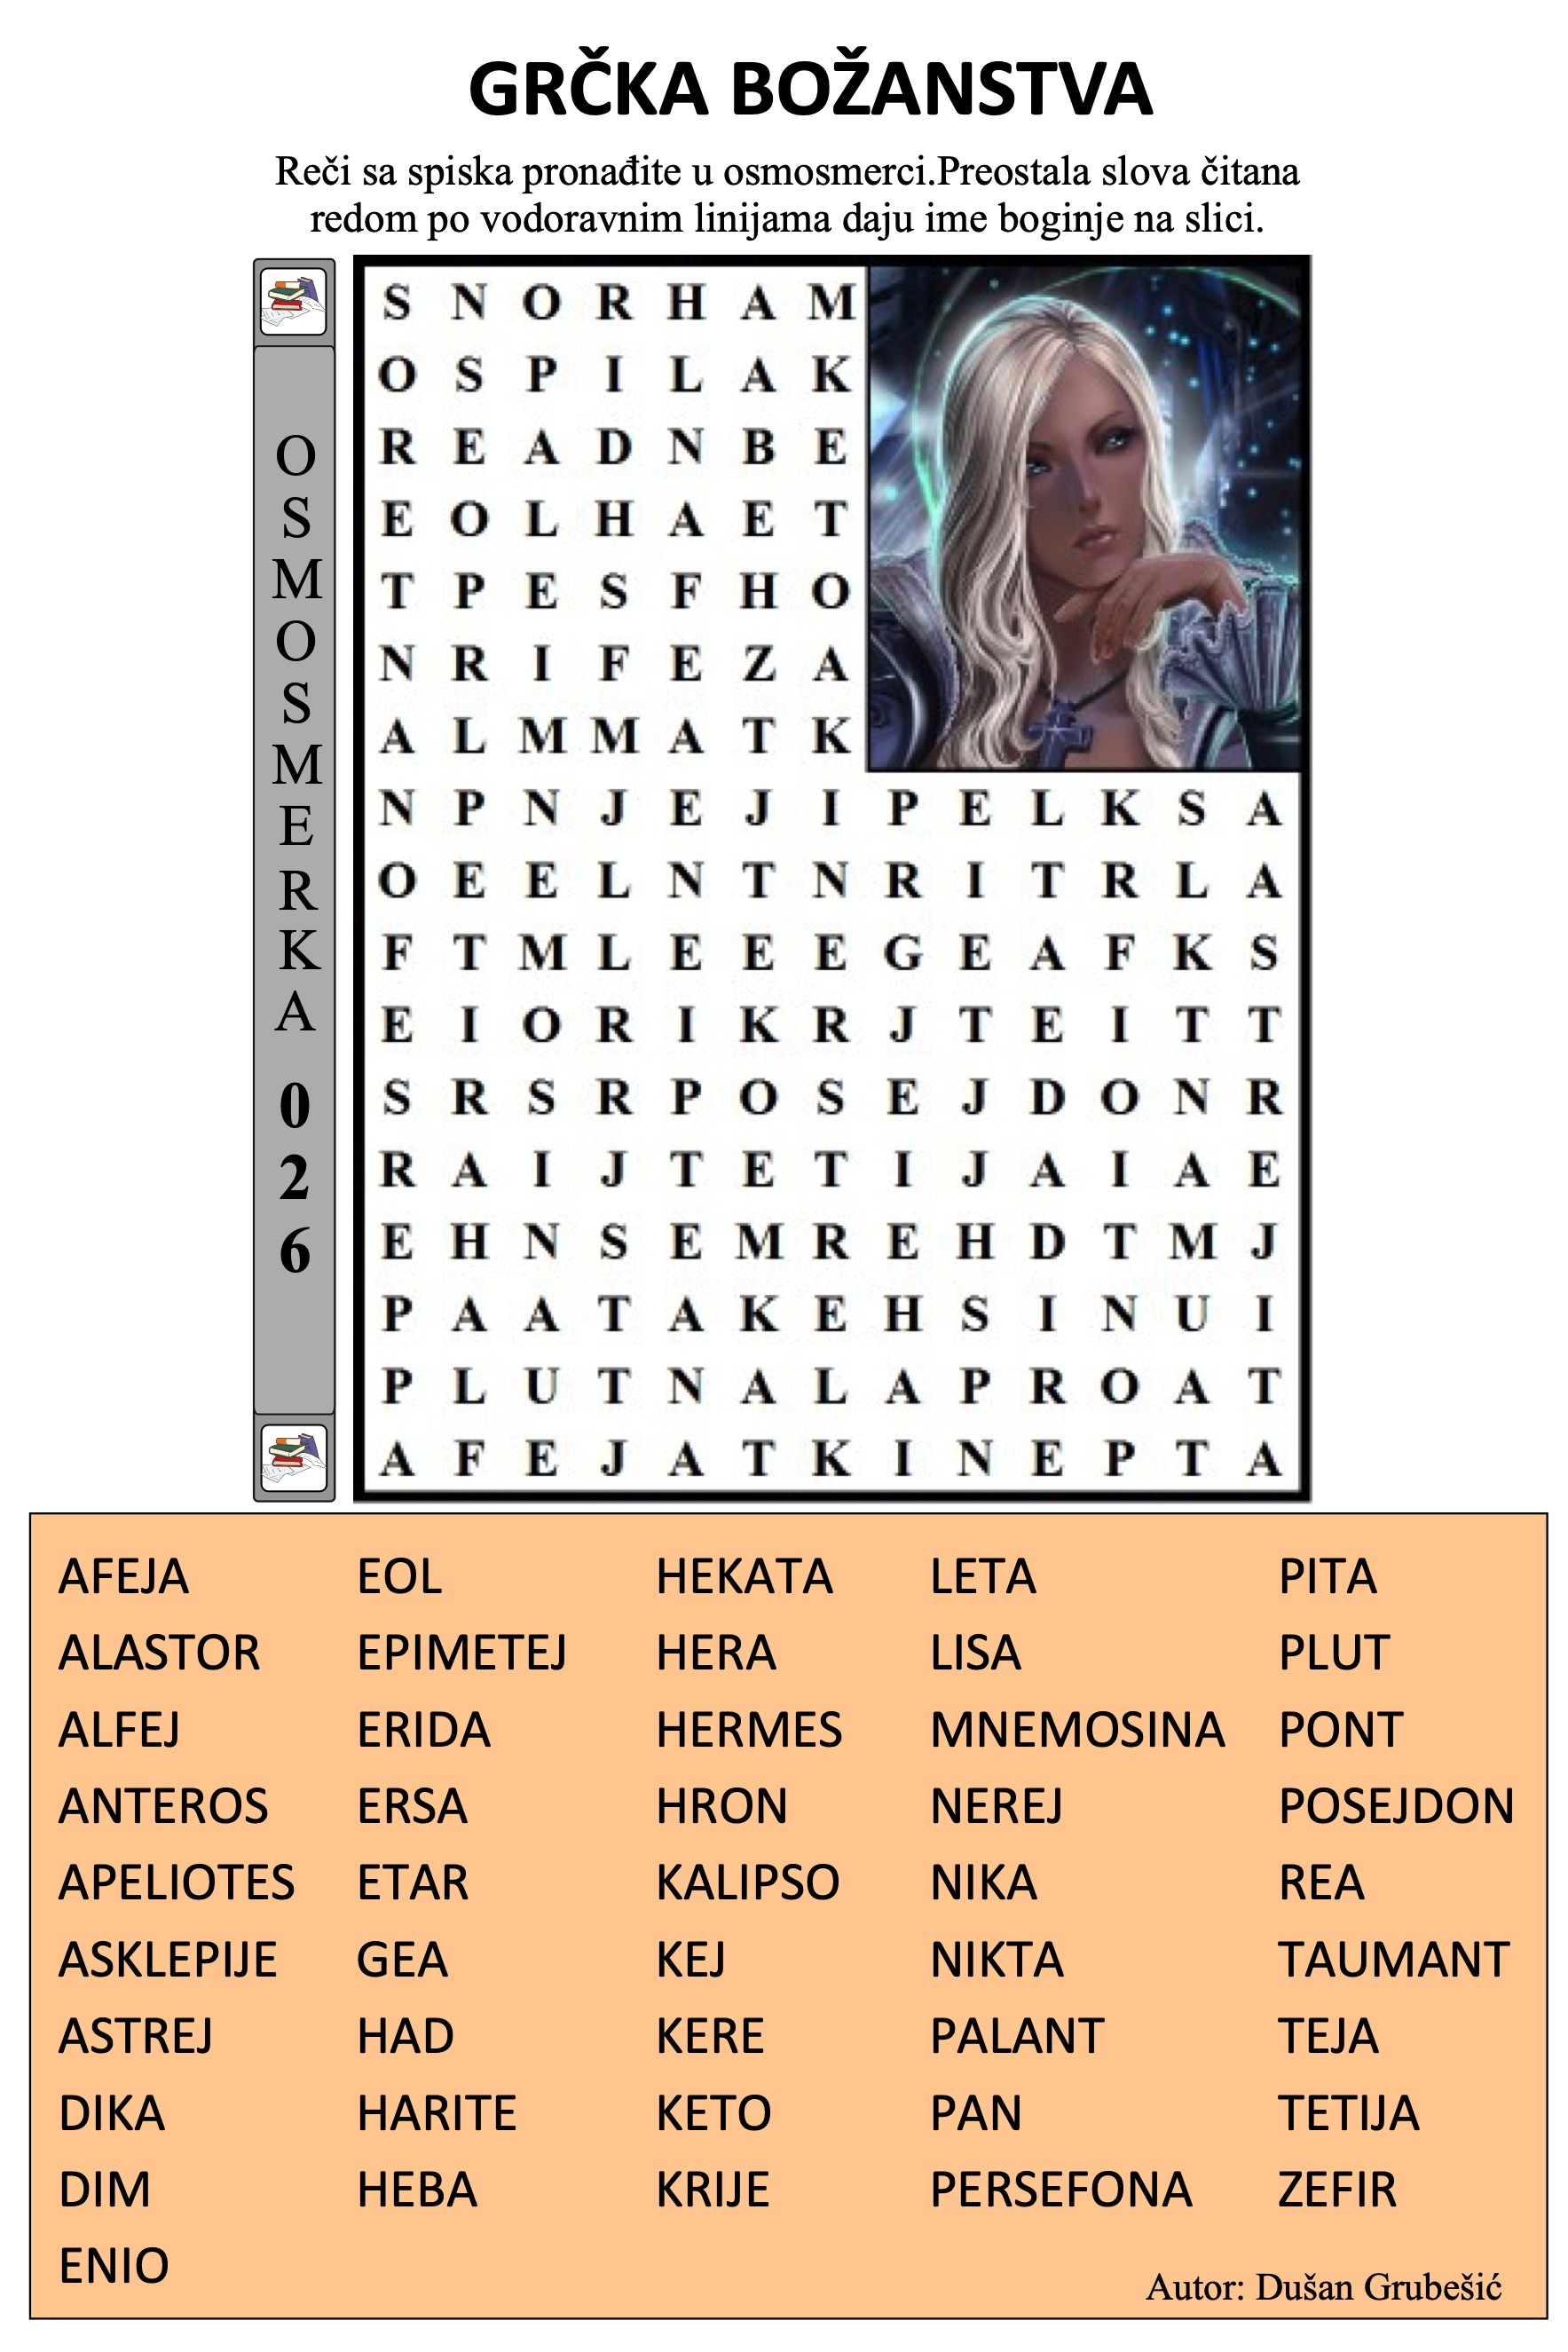 GRČKA BOŽANSTVA
Reči sa spiska pronađite u osmosmerci.Preostala slova čitana
redom po vodoravnim linijama daju ime boginje na slici.
OSMOSMERKA 026
S N O R H A M
O S P I L A K
R E A D N B E
E O L H A E T
T P E S F H O
N R I F E Z A
A L M M A T K
N P N J E J I P E L K S A
O E E L N T N R I T R L A
F T M L E E E G E A F K S
E I O R I K R J T E I T T
S R S R P O S E J D O N R
R A I J T E T I J A I A E
E H N S E M R E H D T M J
P A A T A K E H S I N U I
P L U T N A L A P R O A T
A F E J A T K I N E P T A
AFEJA EOL HEKATA LETA PITA
ALASTOR EPIMETEJ HERA LISA PLUT
ALFEJ ERIDA HERMES MNEMOSINA PONT
ANTEROS ERSA HRON NEREJ POSEJDON
APELIOTES ETAR KALIPSO NIKA REA
ASKLEPIJE GEA KEJ NIKTA TAUMANT
ASTREJ HAD KERE PALANT TEJA
DIKA HARITE KETO PAN TETIJA
DIM HEBA KRIJE PERSEFONA ZEFIR
ENIO
Autor: Dušan Grubešić